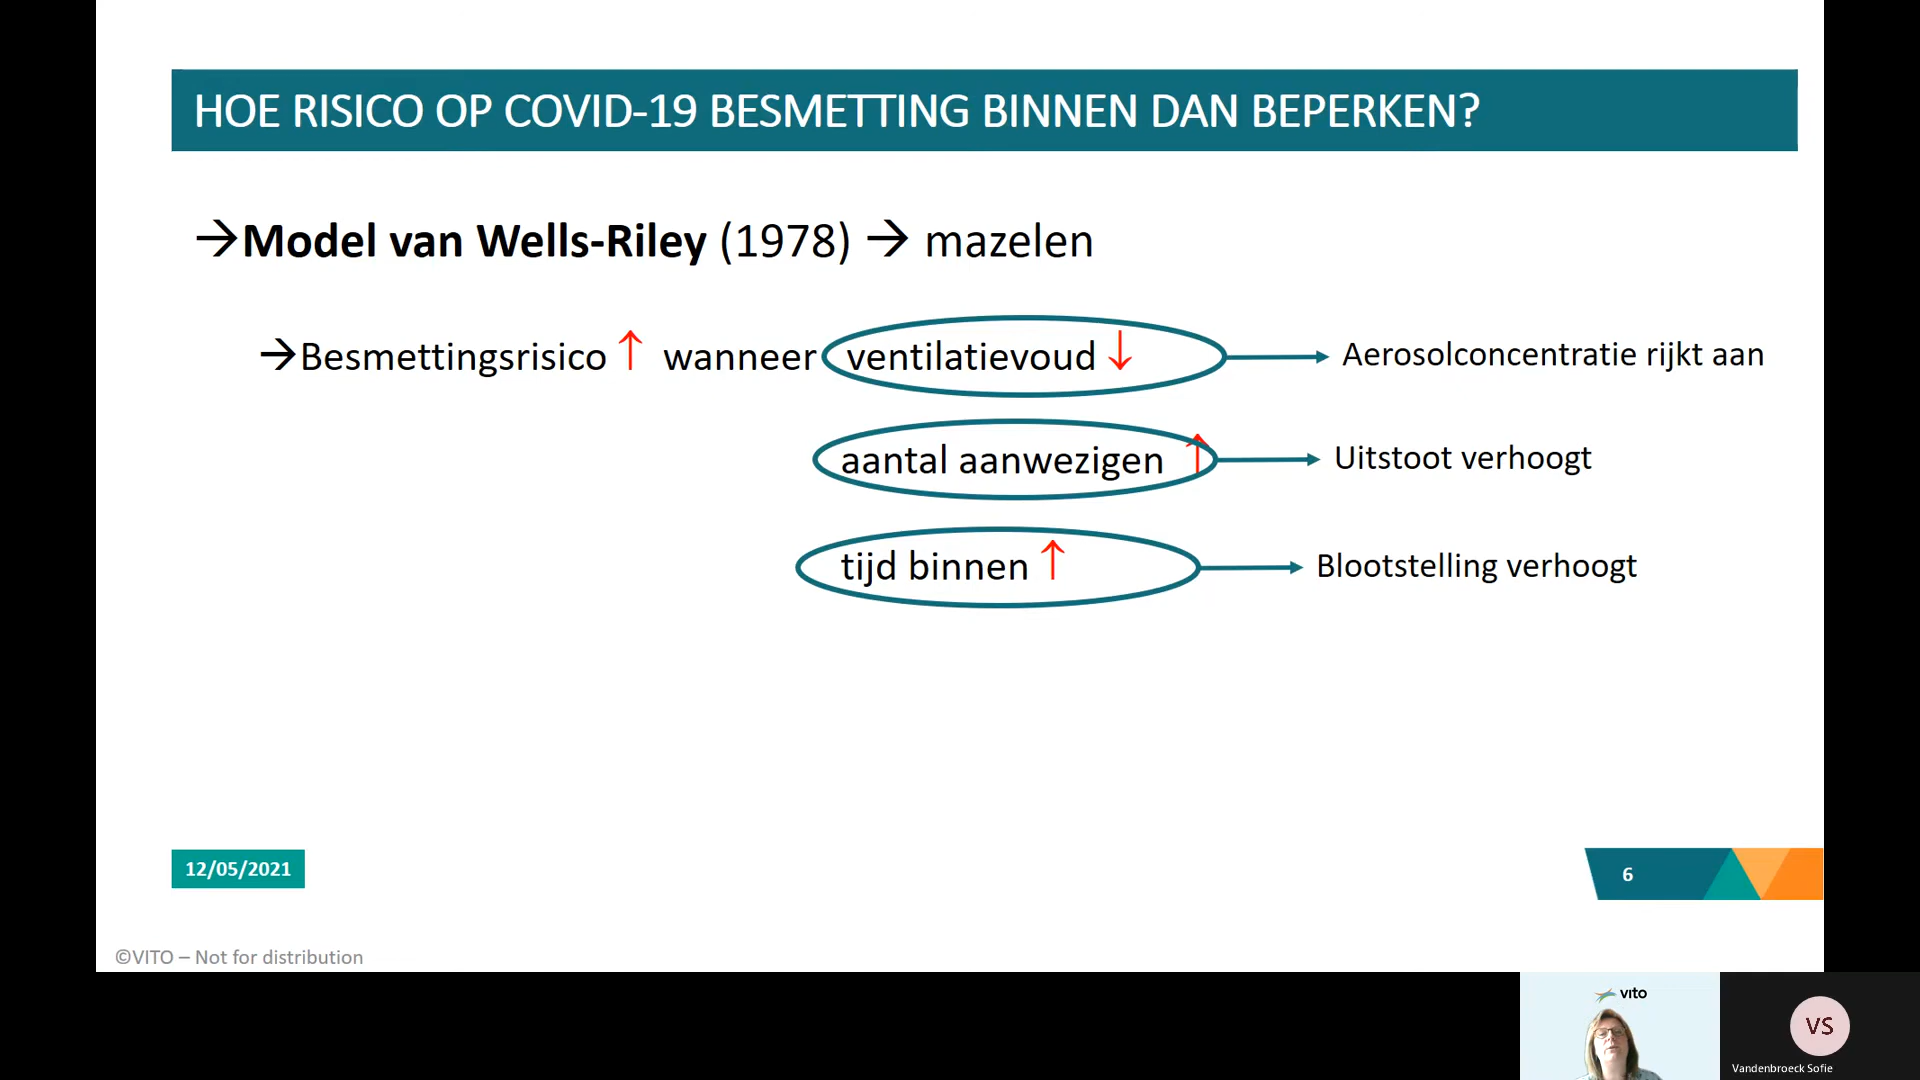 HOE RISICO OP COVID-19 BESMETTING BINNEN DAN BEPERKEN?
→Model van Wells-Riley (1978) → mazelen
→Besmettingsrisico ↑ wanneer ventilatievoud ↓ Aerosolconcentratie rijkt aan
aantal aanwezigen ↑ Uitstoot verhoogt
tijd binnen ↑ Blootstelling verhoogt
12/05/2021
6
©VITO – Not for distribution
vito
VS
Vandenbroeck Sofie